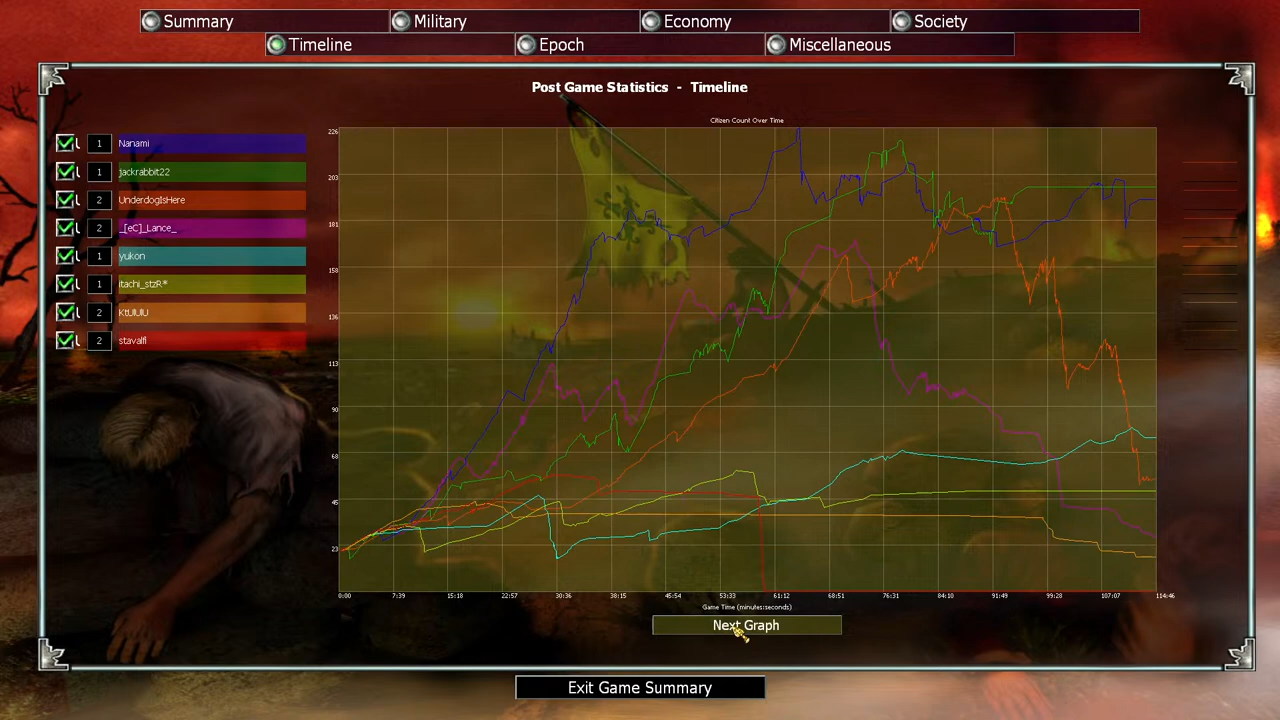 Summary
Military
Economy
Society
Timeline
Epoch
Miscellaneous
Post Game Statistics - Timeline
Citizen Count Over Time
1 Nanami
1 jackrabbit22
2 UnderdogIsHere
2 _[eC]_Lance_
1 yukon
1 itachi_stzR*
2 KtUlUlU
2 stavalfi
226
203
181
158
136
113
90
68
45
23
0:00 7:39 15:18 22:57 30:36 38:15 45:54 53:33 61:12 68:51 76:31 84:10 91:49 99:28 107:07 114:46
Game Time (minutes:seconds)
Next Graph
Exit Game Summary